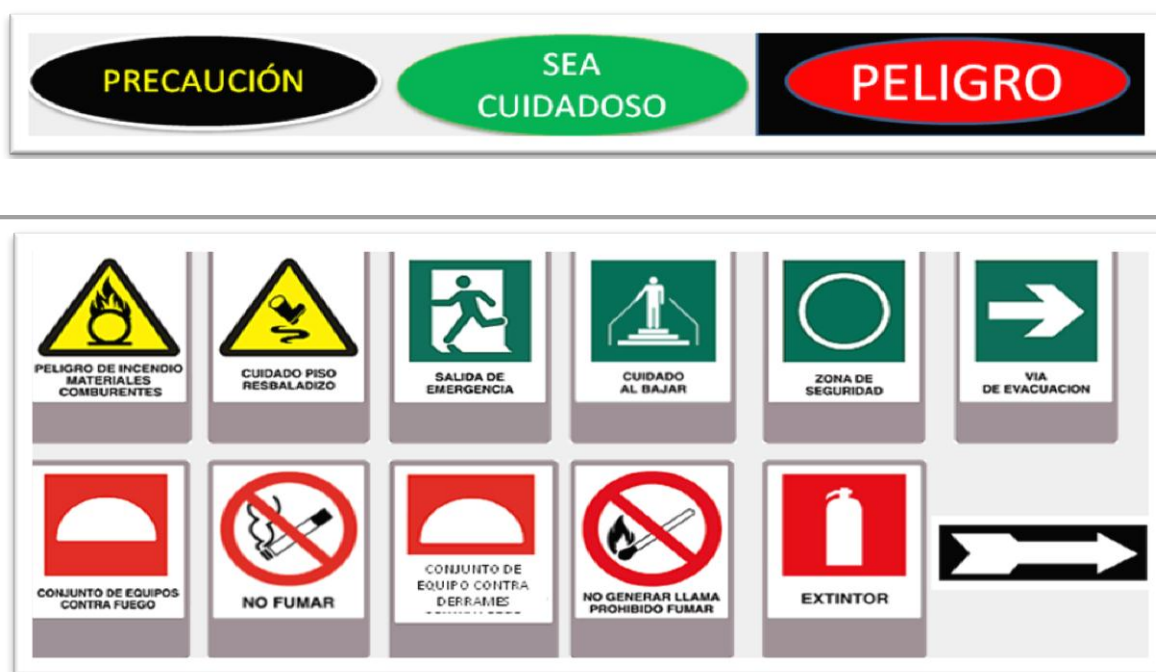 PRECAUCIÓN
SEA
CUIDADOSO
PELIGRO
PELIGRO DE INCENDIO
MATERIALES
COMBURENTES
CUIDADO PISO
RESBALADIZO
SALIDA DE
EMERGENCIA
CUIDADO
AL BAJAR
ZONA DE
SEGURIDAD
VIA
DE EVACUACION
CONJUNTO DE EQUIPOS
CONTRA FUEGO
NO FUMAR
CONJUNTO DE
EQUIPO CONTRA
DERRAMES
NO GENERAR LLAMA
PROHIBIDO FUMAR
EXTINTOR